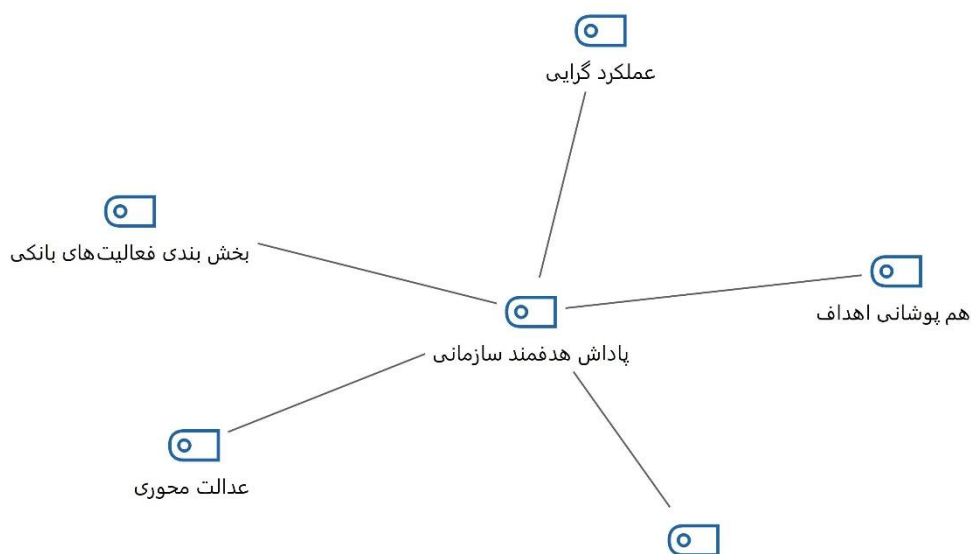 عملکرد گرایی
بخش بندی فعالیت‌های بانکی
هم پوشانی اهداف
پاداش هدفمند سازمانی
عدالت محوری